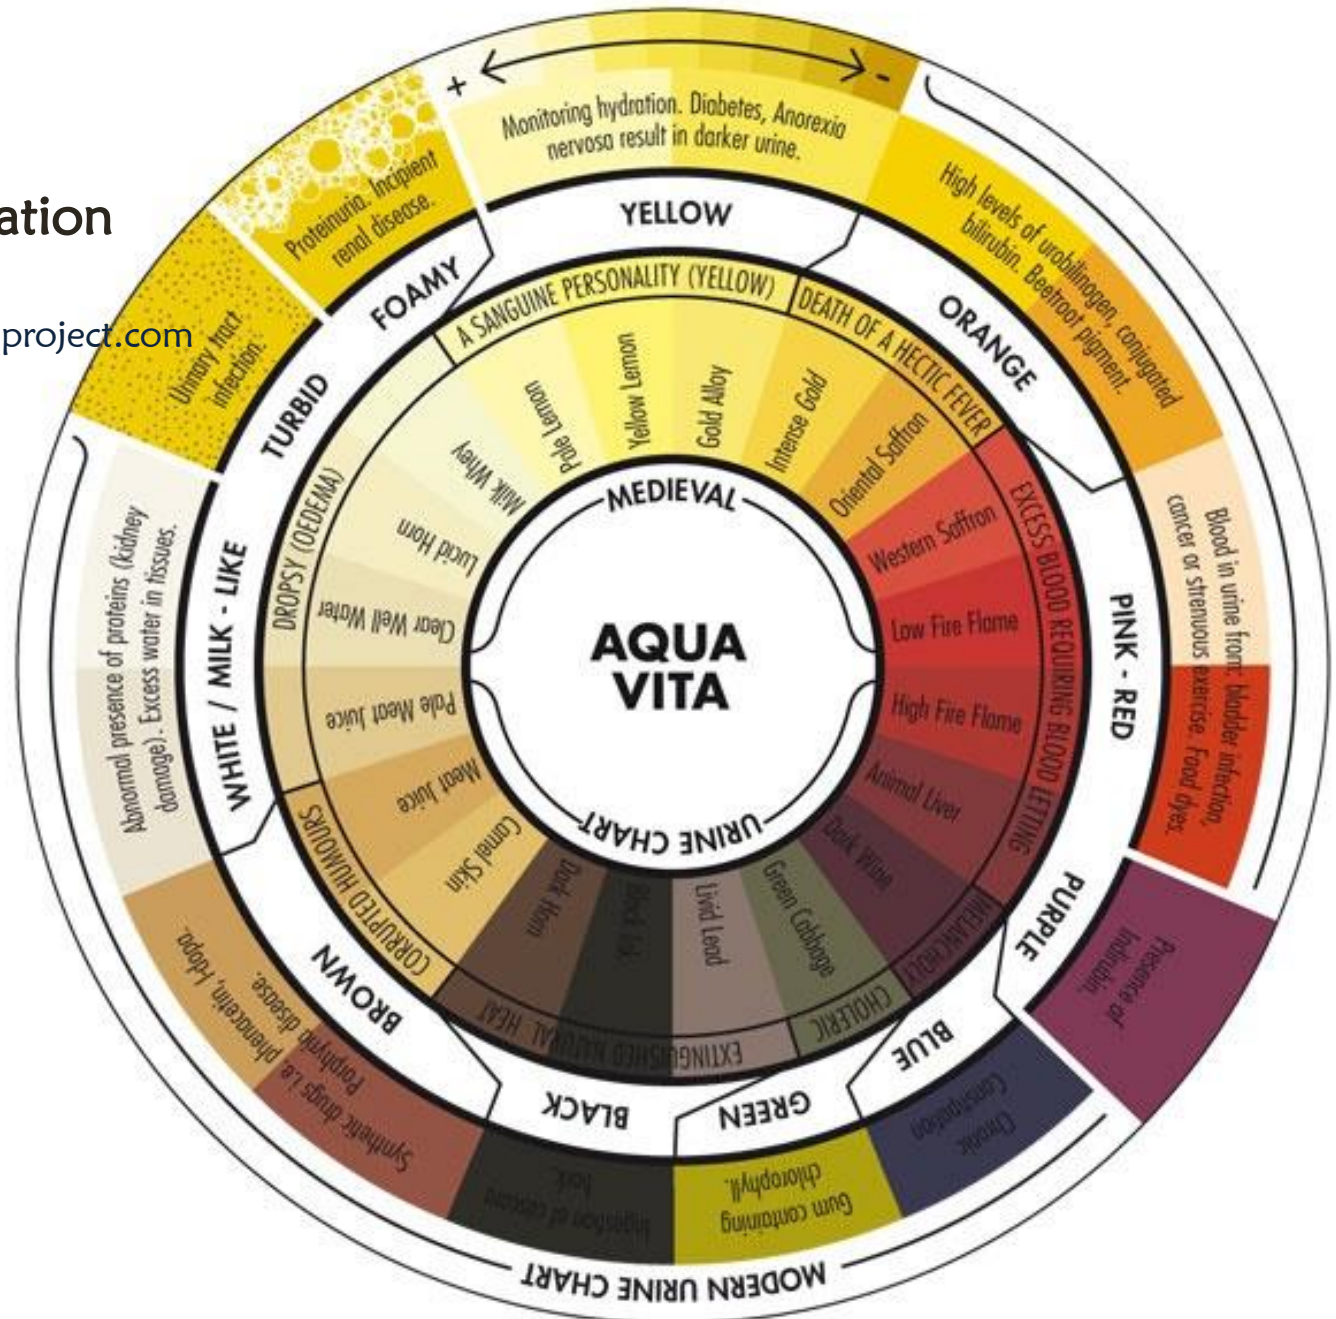 ation
project.com
+
-
Monitoring hydration. Diabetes, Anorexia
nervosa result in darker urine.
High levels of urobilinogen, conjugated
bilirubin. Beetroot pigment.
Blood in urine from: bladder infection,
cancer or strenuous exercise. Food dyes.
Presence of
Indirubin.
Chronic
Constipation
Gum containing
chlorophyll.
Ingestion of cascara
bark.
Synthetic drugs i.e
phenacetin, l-dopa.
Porphyria disease.
Abnormal presence of proteins (kidney
damage). Excess water in tissues.
Urinary tract
infection.
Proteinuria. Incipient
renal disease.
YELLOW
ORANGE
PINK - RED
PURPLE
BLUE
GREEN
BLACK
BROWN
WHITE / MILK - LIKE
TURBID
FOAMY
A SANGUINE PERSONALITY (YELLOW)
DEATH OF A HECTIC FEVER
EXCESS BLOOD REQUIRING BLOOD LETTING
MELANCHOLY
CHOLERIC
EXTINGUISHED NATURAL HEAT
CORRUPTED HUMOURS
DROPSY (OEDEMA)
Pale Lemon
Yellow Lemon
Gold Alloy
Intense Gold
Oriental Saffron
Western Saffron
Low Fire Flame
High Fire Flame
Animal Liver
Dark Wine
Green Cabbage
Livid Lead
Black Ink
Dark Horn
Camel Skin
Meat Juice
Pale Meat Juice
Clear Well Water
Lucid Horn
Milk Whey
MEDIEVAL
URINE CHART
AQUA
VITA
MODERN URINE CHART